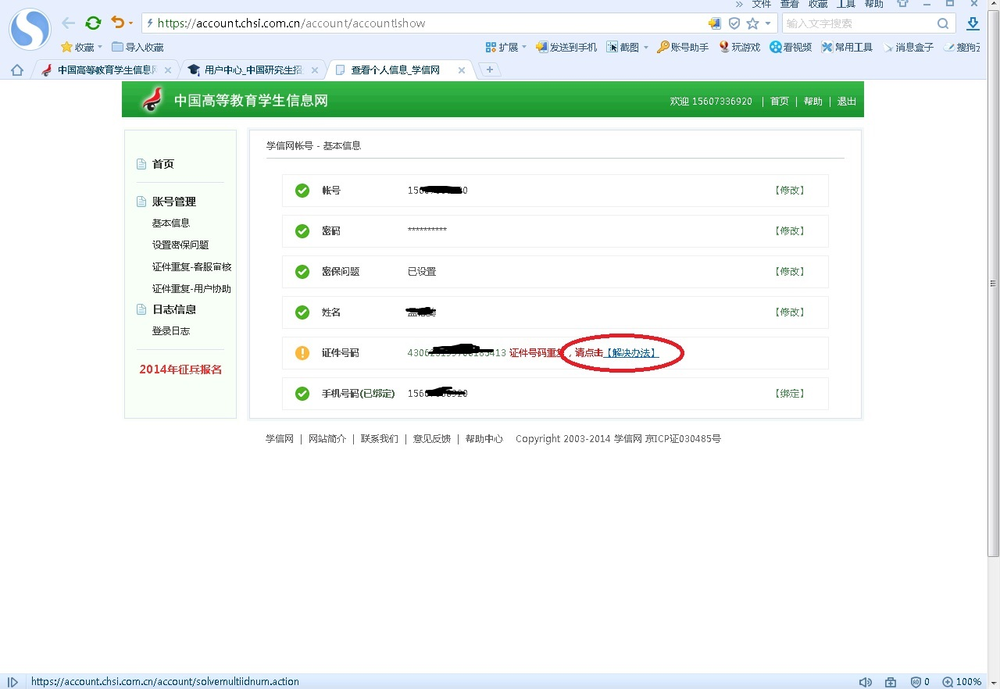 文件 查看 收藏 工具 帮助
https://account.chsi.com.cn/account/account!show
输入文字搜索
收藏 导入收藏 扩展 发送到手机 截图 账号助手 玩游戏 看视频 常用工具 消息盒子 搜狗
中国高等教育学生信息 用户中心_中国研究生招 查看个人信息_学信网
中国高等教育学生信息网
欢迎 15607336920 | 首页 | 帮助 | 退出
首页
账号管理
基本信息
设置密保问题
证件重复-客服审核
证件重复-用户协助
日志信息
登录日志
2014年征兵报名
学信网帐号 - 基本信息
帐号 【修改】
密码 ********** 【修改】
密保问题 已设置 【修改】
姓名 【修改】
证件号码 证件号码重复，请点击【解决办法】
手机号码(已绑定) 【绑定】
学信网 | 网站简介 | 联系我们 | 意见反馈 | 帮助中心 Copyright 2003-2014 学信网 京ICP证030485号
https://account.chsi.com.cn/account/solvemultiidnum.action
0 100%